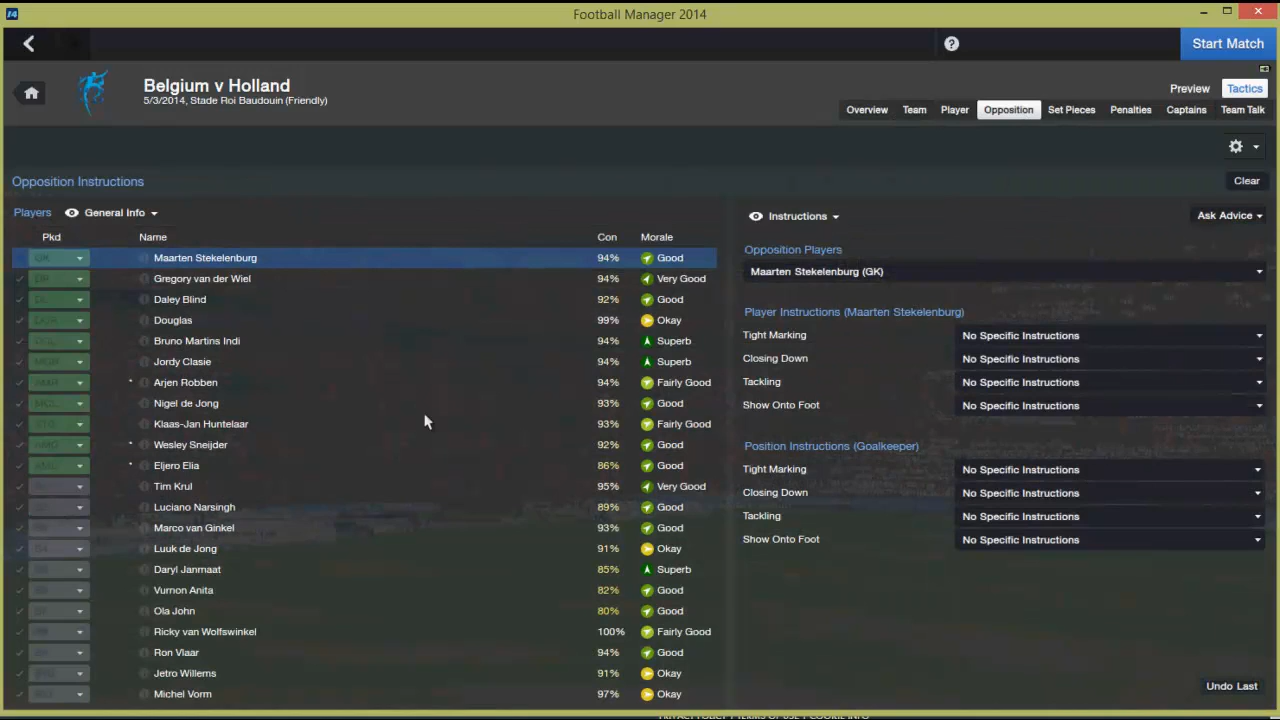 Football Manager 2014
Start Match
Belgium v Holland
5/3/2014, Stade Roi Baudouin (Friendly)
Preview Tactics
Overview Team Player Opposition Set Pieces Penalties Captains Team Talk
Opposition Instructions
Clear
Players General Info
Instructions
Ask Advice
Pkd Name Con Morale
GK Maarten Stekelenburg 94% Good
Gregory van der Wiel 94% Very Good
Daley Blind 92% Good
Douglas 99% Okay
Bruno Martins Indi 94% Superb
Jordy Clasie 94% Superb
Arjen Robben 94% Fairly Good
Nigel de Jong 93% Good
Klaas-Jan Huntelaar 93% Fairly Good
Wesley Sneijder 92% Good
Eljero Elia 86% Good
Tim Krul 95% Very Good
Luciano Narsingh 89% Good
Marco van Ginkel 93% Good
Luuk de Jong 91% Okay
Daryl Janmaat 85% Superb
Vurnon Anita 82% Good
Ola John 80% Good
Ricky van Wolfswinkel 100% Fairly Good
Ron Vlaar 94% Good
Jetro Willems 91% Okay
Michel Vorm 97% Okay
Opposition Players
Maarten Stekelenburg (GK)
Player Instructions (Maarten Stekelenburg)
Tight Marking No Specific Instructions
Closing Down No Specific Instructions
Tackling No Specific Instructions
Show Onto Foot No Specific Instructions
Position Instructions (Goalkeeper)
Tight Marking No Specific Instructions
Closing Down No Specific Instructions
Tackling No Specific Instructions
Show Onto Foot No Specific Instructions
Undo Last